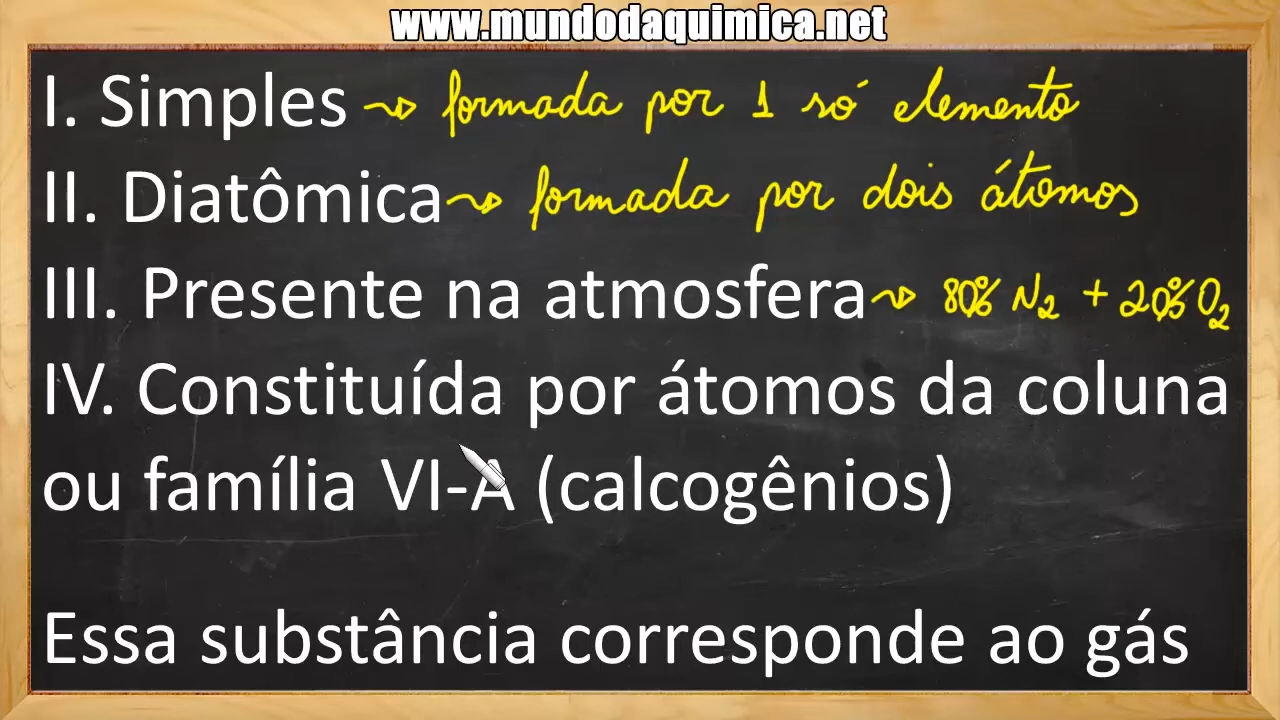 www.mundodaquimica.net
I. Simples ~> formada por 1 só elemento
II. Diatômica ~> formada por dois átomos
III. Presente na atmosfera ~> 80% N₂ + 20% O₂
IV. Constituída por átomos da coluna
ou família VI-A (calcogênios)
Essa substância corresponde ao gás